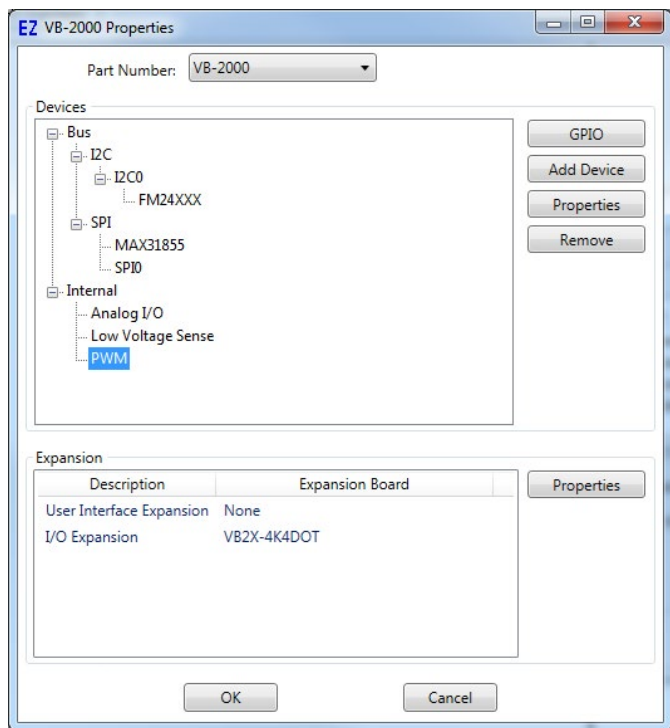 EZ VB-2000 Properties
Part Number: VB-2000
Devices
Bus
I2C
I2C0
FM24XXX
SPI
MAX31855
SPI0
Internal
Analog I/O
Low Voltage Sense
PWM
GPIO
Add Device
Properties
Remove
Expansion
Description Expansion Board
User Interface Expansion None
I/O Expansion VB2X-4K4DOT
Properties
OK Cancel